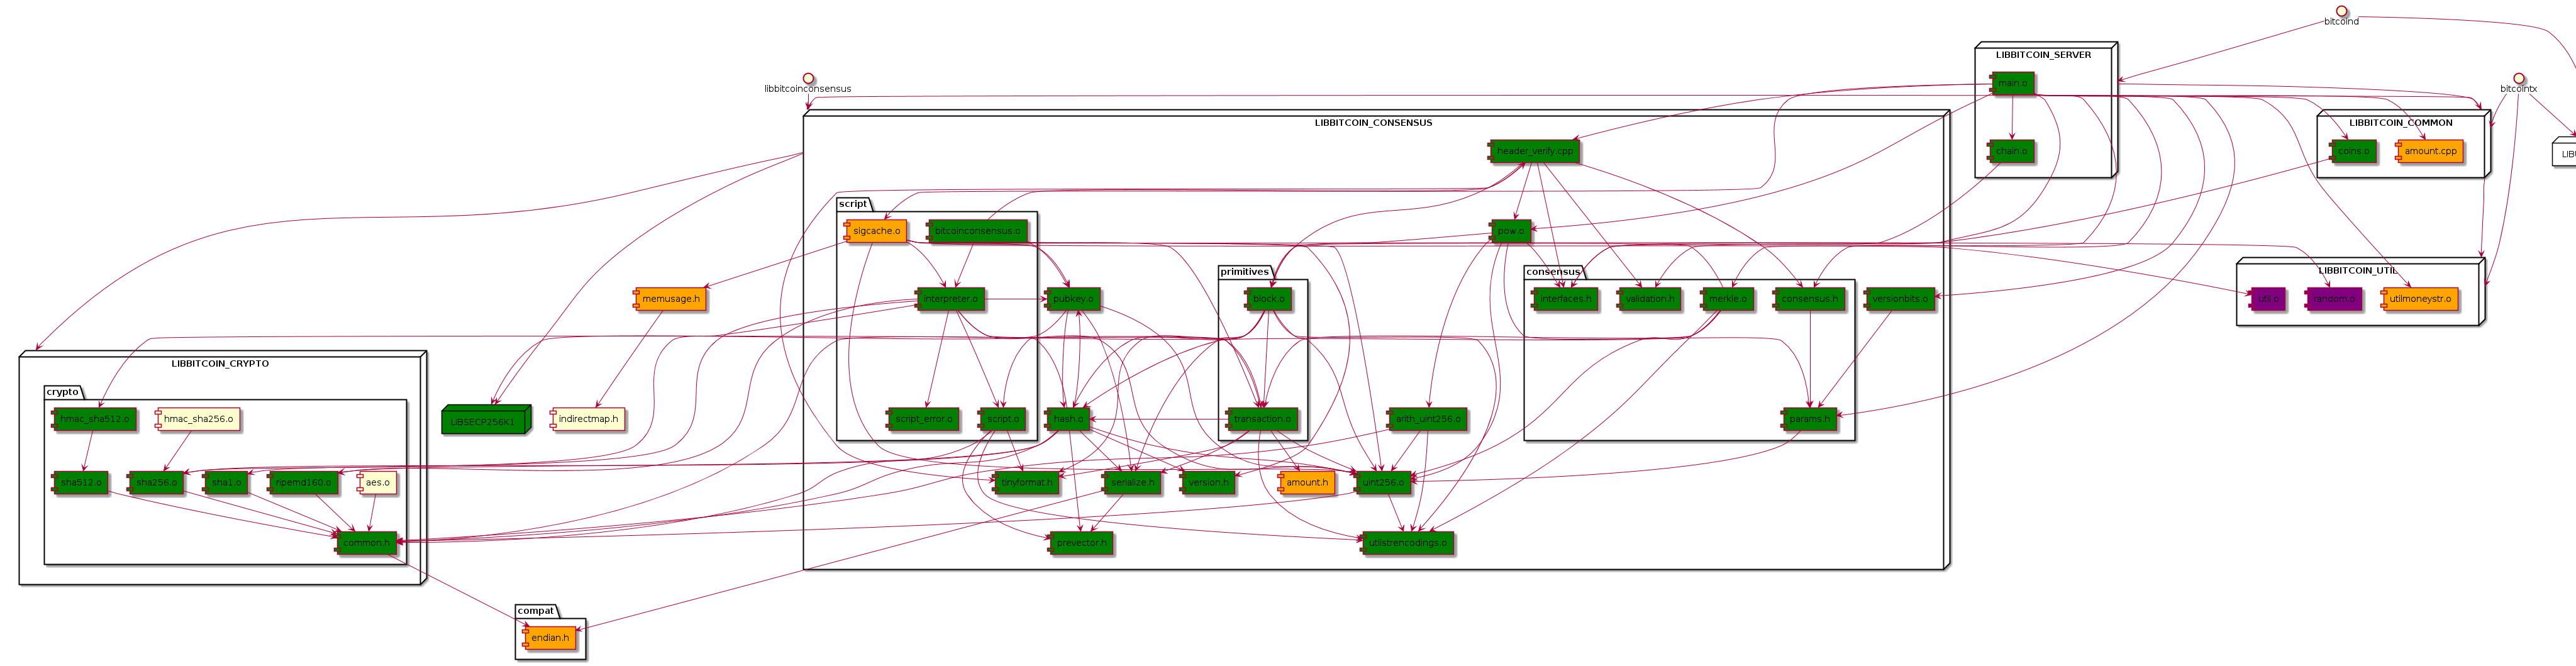 bitcoind
LIBBITCOIN_SERVER
main.o
bitcointx
libbitcoinconsensus
LIBBITCOIN_CONSENSUS
LIBBITCOIN_COMMON
header_verify.cpp
chain.o
coins.o
amount.cpp
LIB
script
sigcache.o
bitcoinconsensus.o
pow.o
primitives
consensus
LIBBITCOIN_UTIL
memusage.h
interpreter.o
pubkey.o
block.o
interfaces.h
validation.h
merkle.o
consensus.h
versionbits.o
util.o
random.o
utilmoneystr.o
LIBBITCOIN_CRYPTO
crypto
hmac_sha512.o
hmac_sha256.o
LIBSECP256K1
indirectmap.h
script_error.o
script.o
hash.o
transaction.o
arith_uint256.o
params.h
sha512.o
sha256.o
sha1.o
ripemd160.o
aes.o
tinyformat.h
serialize.h
version.h
amount.h
uint256.o
common.h
prevector.h
utilstrencodings.o
compat
endian.h